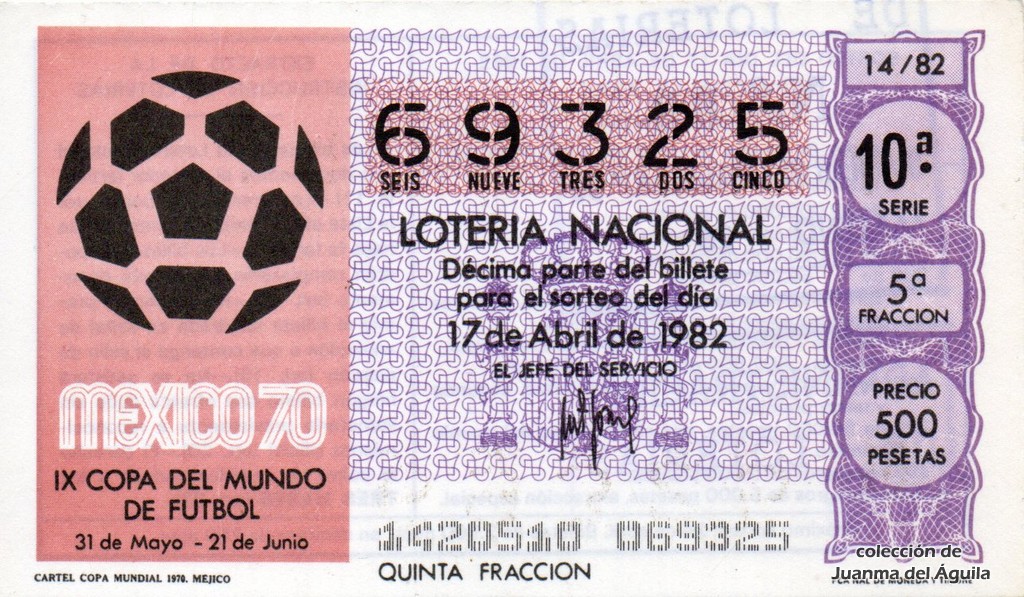 MEXICO 70
IX COPA DEL MUNDO
DE FUTBOL
31 de Mayo - 21 de Junio
CARTEL COPA MUNDIAL 1970. MÉJICO
69325
SEIS NUEVE TRES DOS CINCO
LOTERIA NACIONAL
Décima parte del billete
para el sorteo del día
17 de Abril de 1982
EL JEFE DEL SERVICIO
1420510 069325
QUINTA FRACCION
14/82
10ª.
SERIE
5ª
FRACCION
PRECIO
500
PESETAS
colección de
Juanma del Águila